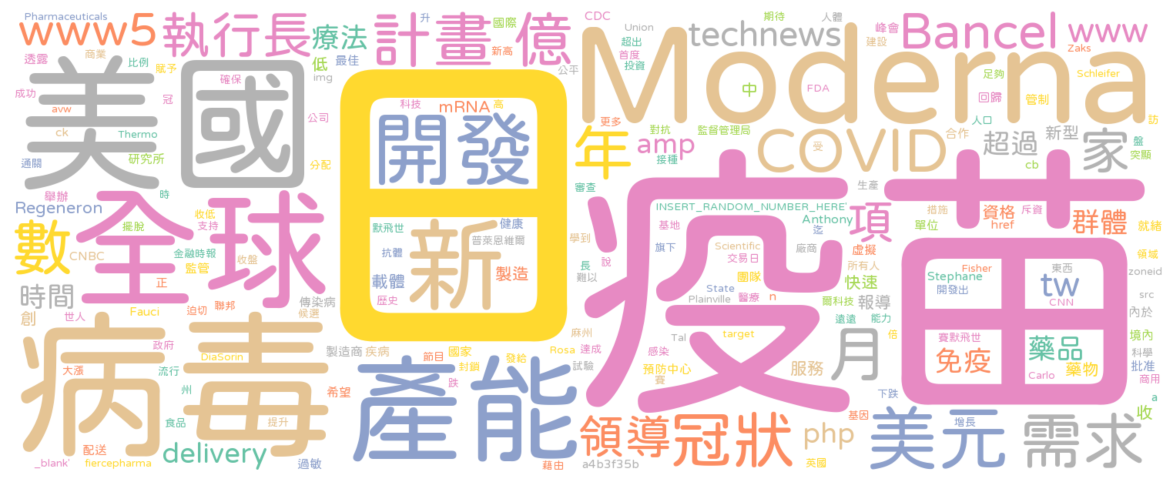 Pharmaceuticals
www5
執行長
療法
計畫
億
Moderna
technews
Bancel
www
國際
升
新高
CDC
Union
期待
人體
峰會
建設
Zaks
Schleifer
透露
商業
比例
賦予
低
最佳
img
超出
首度
投資
公平
美國
確保
成功
avw
ck
冠
公司
Thermo
通關
研究所
分配
日
科技
mRNA
高
開發
新
默飛世
抗體
載體
歷史
健康
普萊恩維爾
製造
年
更多
amp
對抗
接種
監督管理局
審查
中
FDA
COVID
受
合作
回歸
足夠
管制
人口
超過
新型
家
訪
盤
突顯
cb
舉辦
時
Regeneron
全球
擺脫
收低
支持
收盤
金融時報
監管
正
數
CNBC
時間
創
世人
Fauci
迫切
聯邦
傳染病
候選
疫苗
生產
INSERT_RANDOM_NUMBER_HERE'
基地
Anthony
迄
項
措施
斥資
資格
href
單位
群體
就緒
學到
說
長
難以
旗下
Scientific
交易日
廠商
虛擬
所有人
團隊
快速
State
Plainville
醫療
n
爾科技
報導
遠遠
能力
Fisher
Stephane
開發出
東西
tw
CNN
領域
zoneid
src
內於
病毒
政府
DiaSorin
大漲
流行
州
食品
提升
希望
製造商
疾病
節目
國家
封鎖
跌
發給
Rosa
麻州
達成
試驗
Tal
感染
target
預防中心
賽
服務
月
倍
賽默飛世
免疫
藥品
藥物
Carlo
境內
科學
批准
商用
a
收
產能
配送
_blank'
fiercepharma
delivery
過敏
藉由
領導
冠狀
a4b3f35b
基因
php
英國
下跌
美元
增長
需求